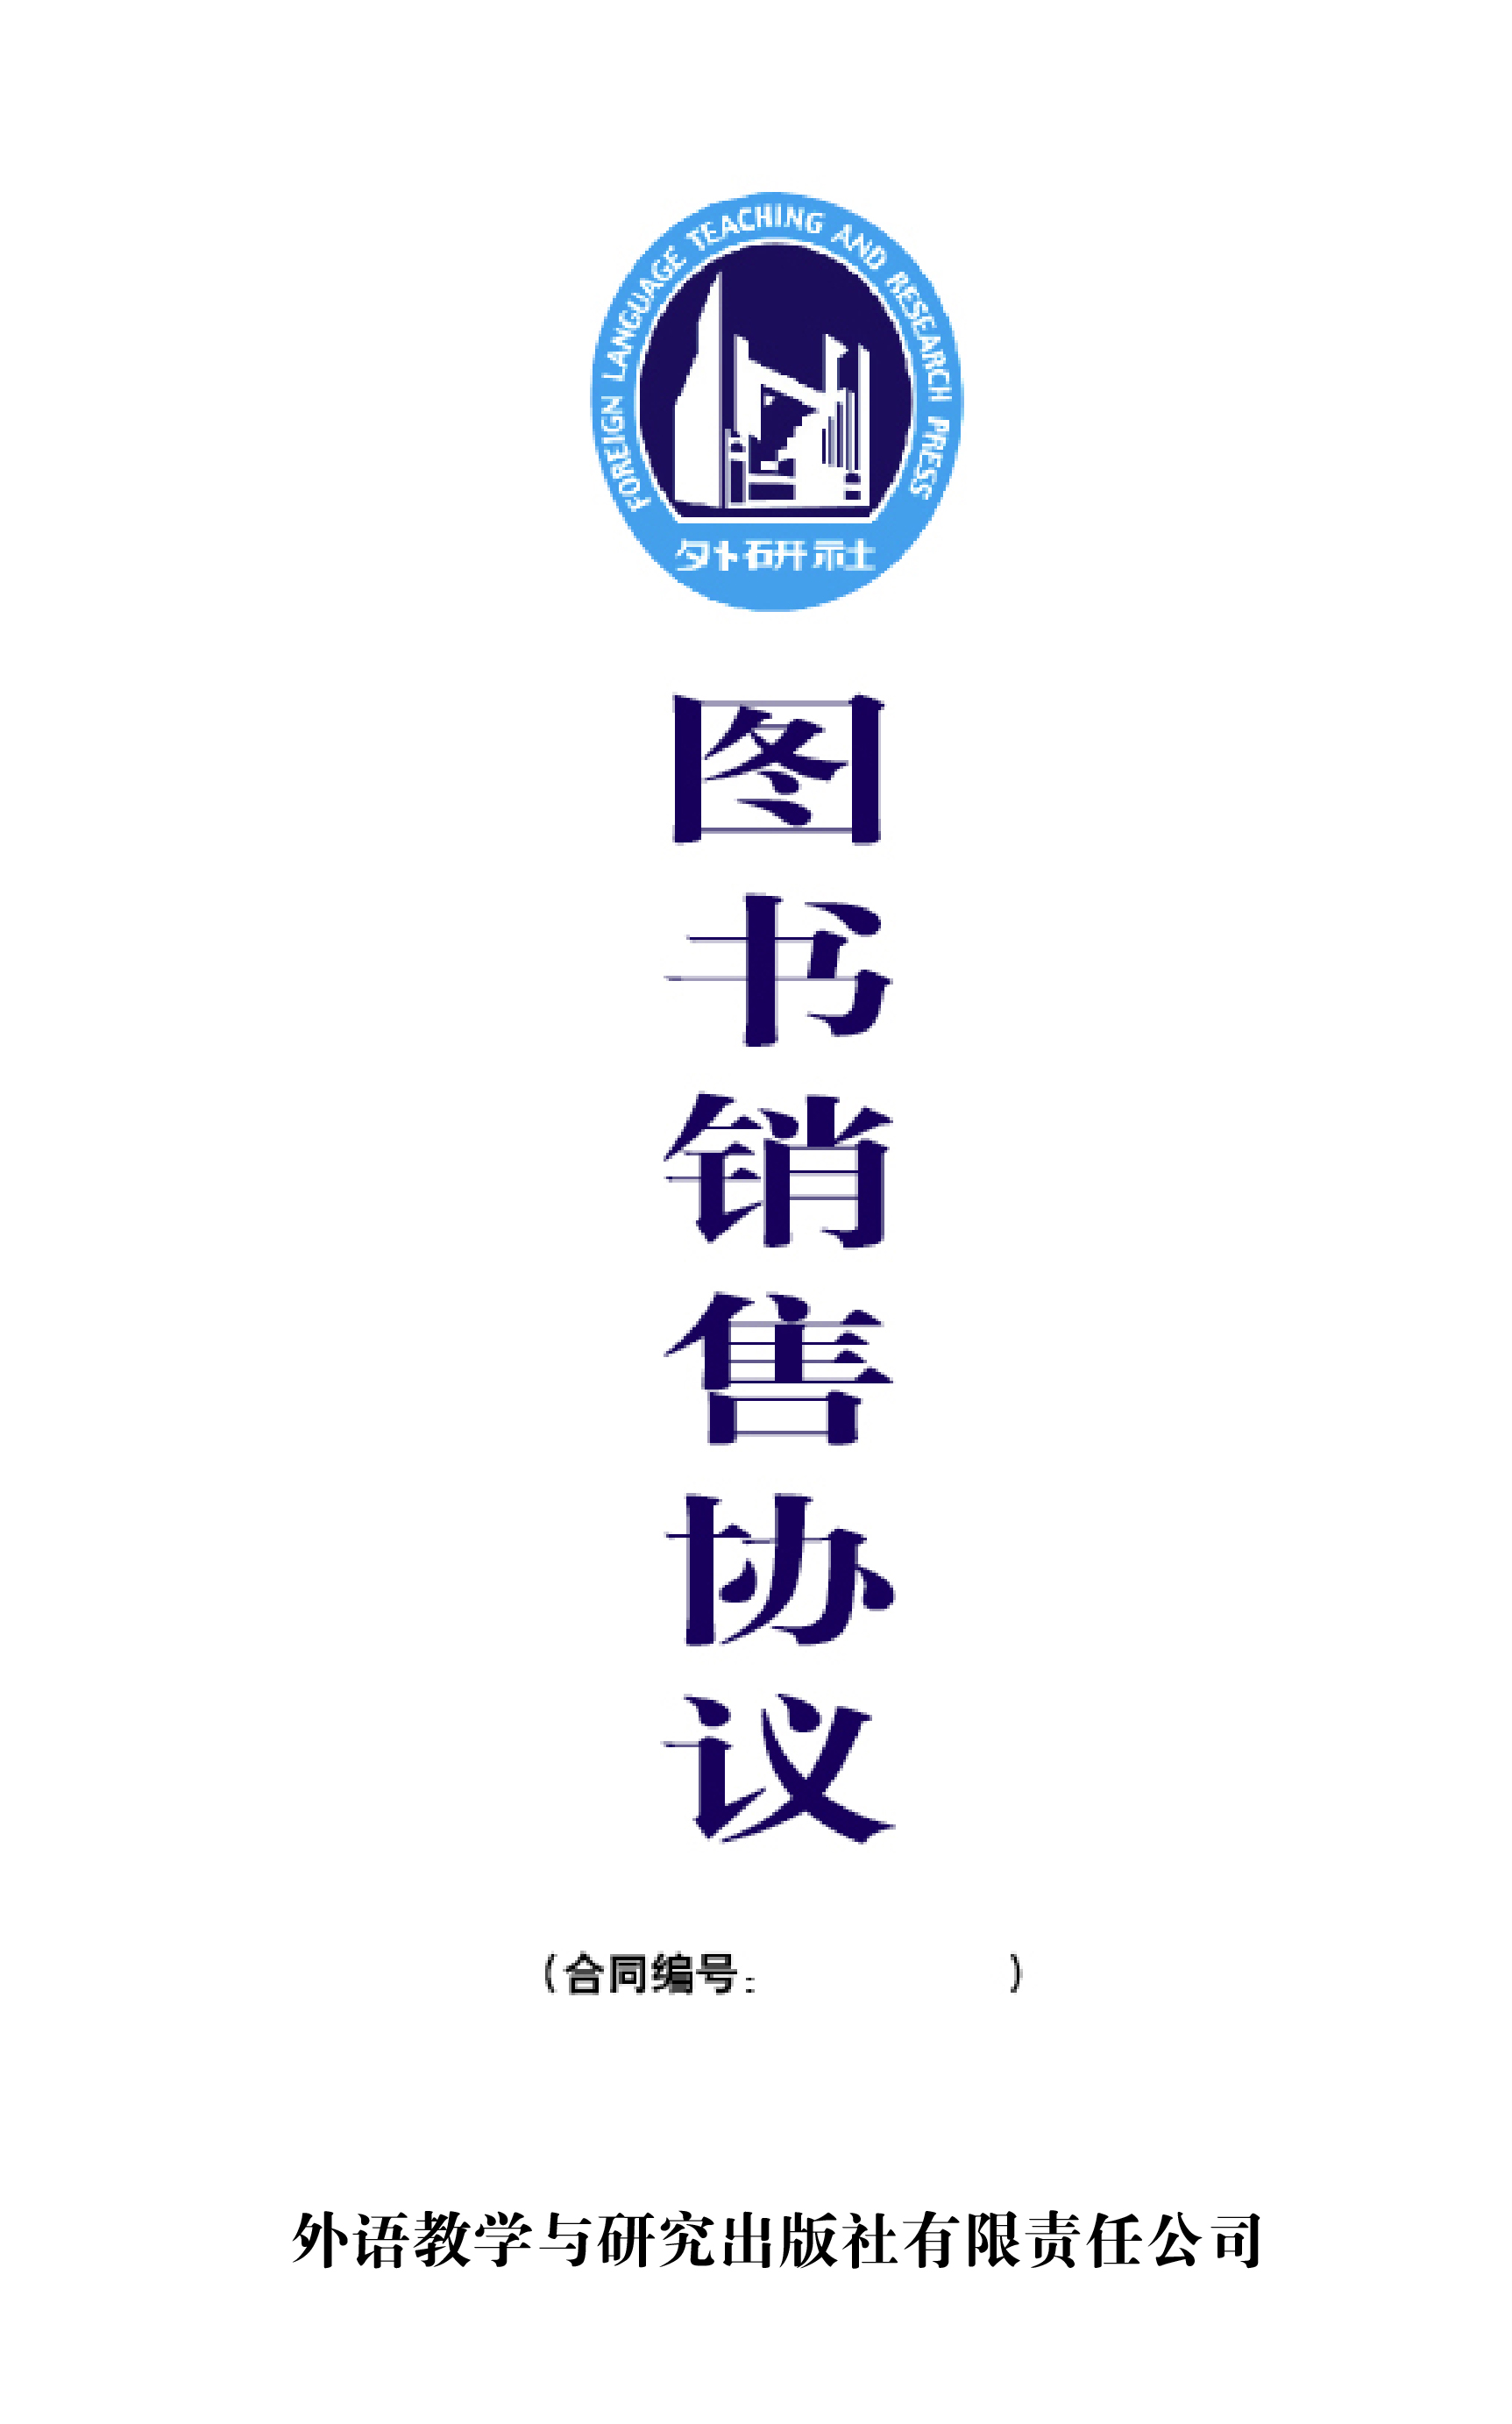 FOREIGN LANGUAGE TEACHING AND RESEARCH PRESS
外研社
图
书
销
售
协
议
（合同编号：　　　　　　）
外语教学与研究出版社有限责任公司